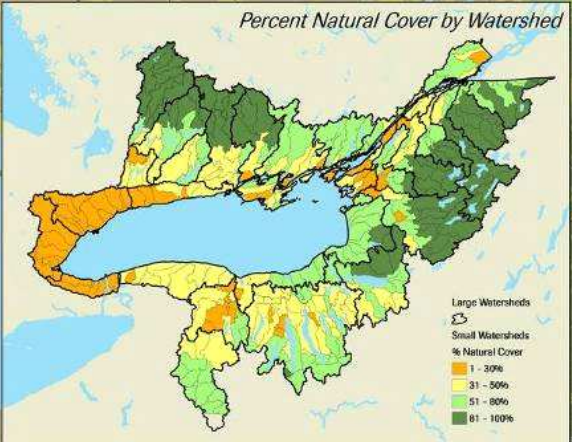 Percent Natural Cover by Watershed
Large Watersheds
Small Watersheds
% Natural Cover
1 - 30%
31 - 50%
51 - 80%
81 - 100%